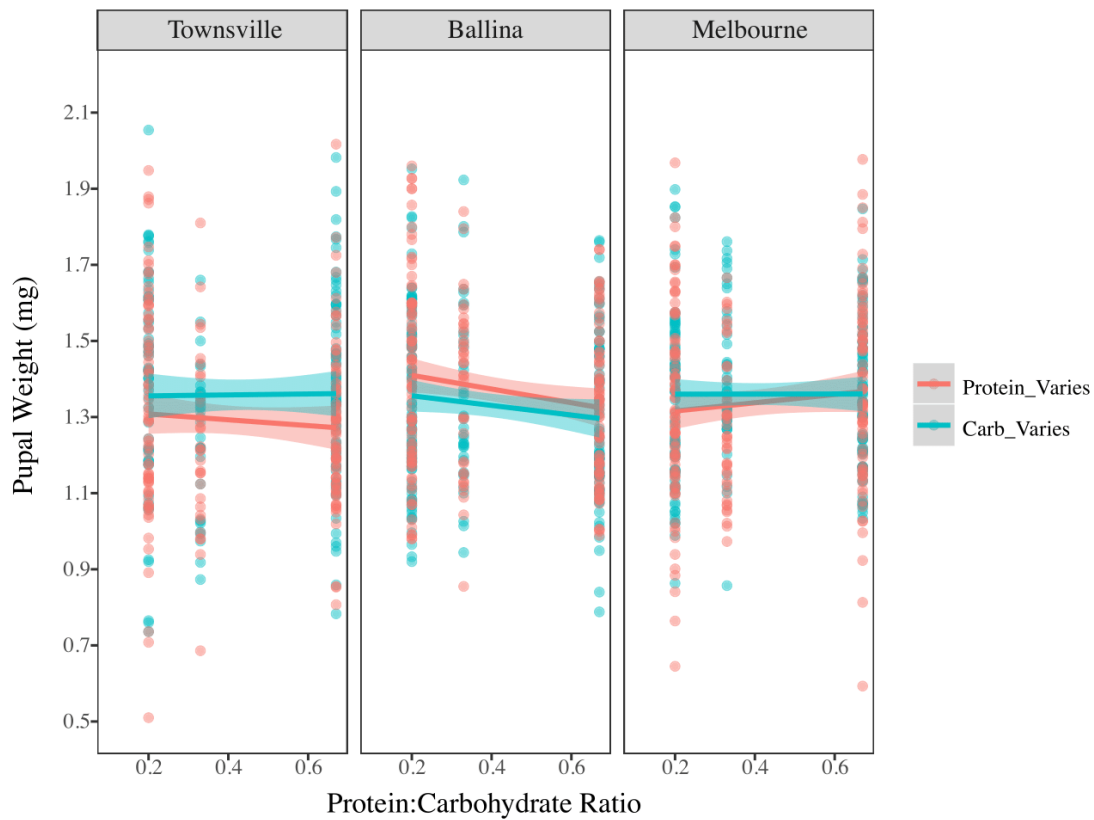 Townsville Ballina Melbourne
Pupal Weight (mg)
2.1
1.9
1.7
1.5
1.3
1.1
0.9
0.7
0.5
0.2 0.4 0.6 0.2 0.4 0.6 0.2 0.4 0.6
Protein:Carbohydrate Ratio
Protein_Varies
Carb_Varies